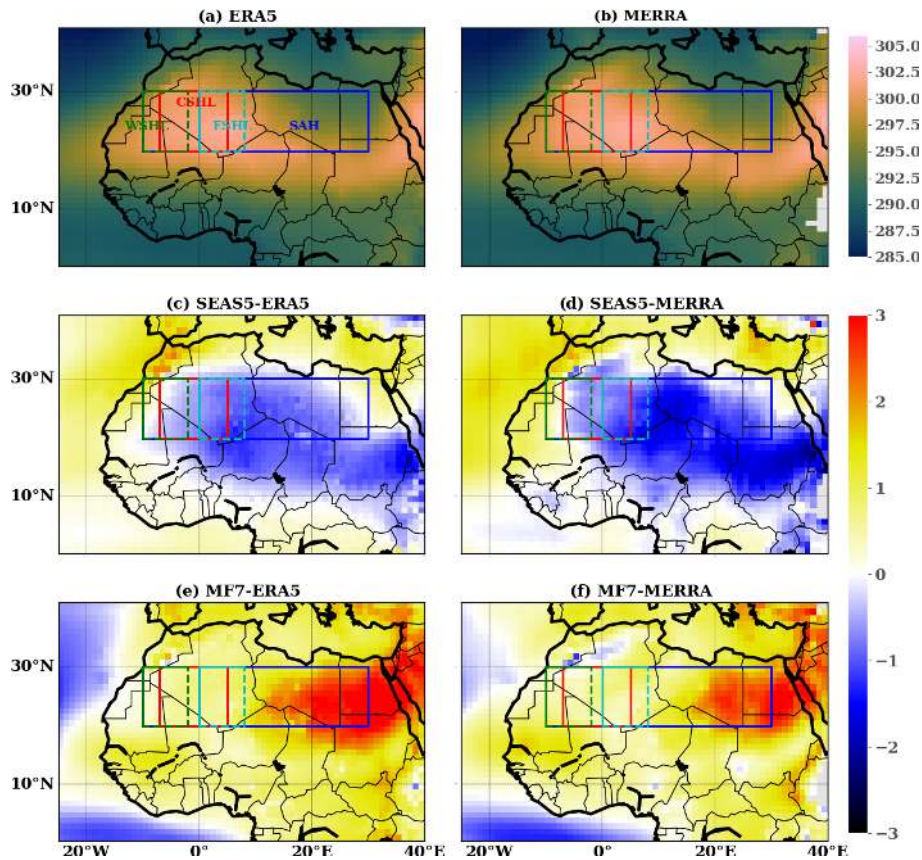 (a) ERA5
(b) MERRA
30°N
10°N
CSHL
WSHL
ESHL
SAH
305.0
302.5
300.0
297.5
295.0
292.5
290.0
287.5
285.0
(c) SEAS5-ERA5
(d) SEAS5-MERRA
30°N
10°N
(e) MF7-ERA5
(f) MF7-MERRA
30°N
10°N
3
2
1
0
−1
−2
−3
20°W
0°
20°E
40°E
20°W
0°
20°E
40°E